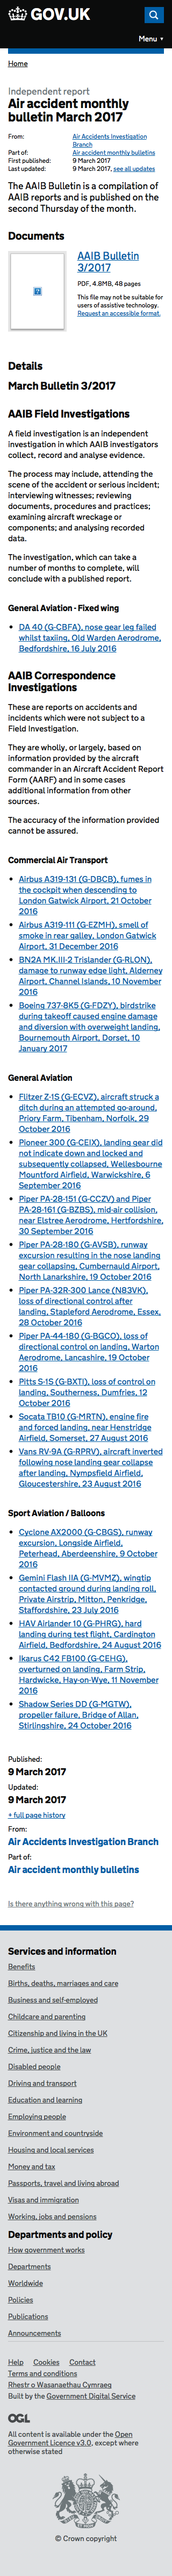 GOV.UK
Menu
Home
Independent report
Air accident monthly
bulletin March 2017
From:
Air Accidents Investigation
Branch
Part of:
Air accident monthly bulletins
First published:
9 March 2017
Last updated:
9 March 2017, see all updates
The AAIB Bulletin is a compilation of
AAIB reports and is published on the
second Thursday of the month.
Documents
AAIB Bulletin
3/2017
PDF, 4.8MB, 48 pages
This file may not be suitable for users
of assistive technology.
Request an accessible format.
Details
March Bulletin 3/2017
AAIB Field Investigations
A field investigation is an independent
investigation in which AAIB investigators
collect, record and analyse evidence.
The process may include, attending the
scene of the accident or serious incident;
interviewing witnesses; reviewing
documents, procedures and practices;
examining aircraft wreckage or
components; and analysing recorded
data.
The investigation, which can take a
number of months to complete, will
conclude with a published report.
General Aviation - Fixed wing
DA 40 (G-CBFA), nose gear leg failed
whilst taxiing, Old Warden Aerodrome,
Bedfordshire, 16 July 2016
AAIB Correspondence
Investigations
These are reports on accidents and
incidents which were not subject to a
Field Investigation.
They are wholly, or largely, based on
information provided by the aircraft
commander in an Aircraft Accident Report
Form (AARF) and in some cases
additional information from other
sources.
The accuracy of the information provided
cannot be assured.
Commercial Air Transport
Airbus A319-131 (G-DBCB), fumes in
the cockpit when descending to
London Gatwick Airport, 21 October
2016
Airbus A319-111 (G-EZMH), smell of
smoke in rear galley, London Gatwick
Airport, 31 December 2016
BN2A MK.III-2 Trislander (G-RLON),
damage to runway edge light, Alderney
Airport, Channel Islands, 10 November
2016
Boeing 737-8K5 (G-FDZY), birdstrike
during takeoff caused engine damage
and diversion with overweight landing,
Bournemouth Airport, Dorset, 10
January 2017
General Aviation
Flitzer Z-1S (G-ECVZ), aircraft struck a
ditch during an attempted go-around,
Priory Farm, Tibenham, Norfolk, 29
October 2016
Pioneer 300 (G-CEIX), landing gear did
not indicate down and locked and
subsequently collapsed, Wellesbourne
Mountford Airfield, Warwickshire, 6
September 2016
Piper PA-28-151 (G-CCZV) and Piper
PA-28-161 (G-BZBS), mid-air collision,
near Elstree Aerodrome, Hertfordshire,
30 September 2016
Piper PA-28-180 (G-AVSB), runway
excursion resulting in the nose landing
gear collapsing, Cumbernauld Airport,
North Lanarkshire, 19 October 2016
Piper PA-32R-300 Lance (N83VK),
loss of directional control after
landing, Stapleford Aerodrome, Essex,
28 October 2016
Piper PA-44-180 (G-BGCO), loss of
directional control on landing, Warton
Aerodrome, Lancashire, 19 October
2016
Pitts S-1S (G-BXTI), loss of control on
landing, Southerness, Dumfries, 12
October 2016
Socata TB10 (G-MRTN), engine fire
and forced landing, near Henstridge
Airfield, Somerset, 27 August 2016
Vans RV-9A (G-RPRV), aircraft inverted
following nose landing gear collapse
after landing, Nympsfield Airfield,
Gloucestershire, 23 August 2016
Sport Aviation / Balloons
Cyclone AX2000 (G-CBGS), runway
excursion, Longside Airfield,
Peterhead, Aberdeenshire, 9 October
2016
Gemini Flash IIA (G-MVMZ), wingtip
contacted ground during landing roll,
Private Airstrip, Mitton, Penkridge,
Staffordshire, 23 July 2016
HAV Airlander 10 (G-PHRG), hard
landing during test flight, Cardington
Airfield, Bedfordshire, 24 August 2016
Ikarus C42 FB100 (G-CEHG),
overturned on landing, Farm Strip,
Hardwicke, Hay-on-Wye, 11 November
2016
Shadow Series DD (G-MGTW),
propeller failure, Bridge of Allan,
Stirlingshire, 24 October 2016
Published:
9 March 2017
Updated:
9 March 2017
+ full page history
From:
Air Accidents Investigation Branch
Part of:
Air accident monthly bulletins
Is there anything wrong with this page?
Services and information
Benefits
Births, deaths, marriages and care
Business and self-employed
Childcare and parenting
Citizenship and living in the UK
Crime, justice and the law
Disabled people
Driving and transport
Education and learning
Employing people
Environment and countryside
Housing and local services
Money and tax
Passports, travel and living abroad
Visas and immigration
Working, jobs and pensions
Departments and policy
How government works
Departments
Worldwide
Policies
Publications
Announcements
Help Cookies Contact
Terms and conditions
Rhestr o Wasanaethau Cymraeg
Built by the Government Digital Service
OGL
All content is available under the Open
Government Licence v3.0, except where
otherwise stated
© Crown copyright